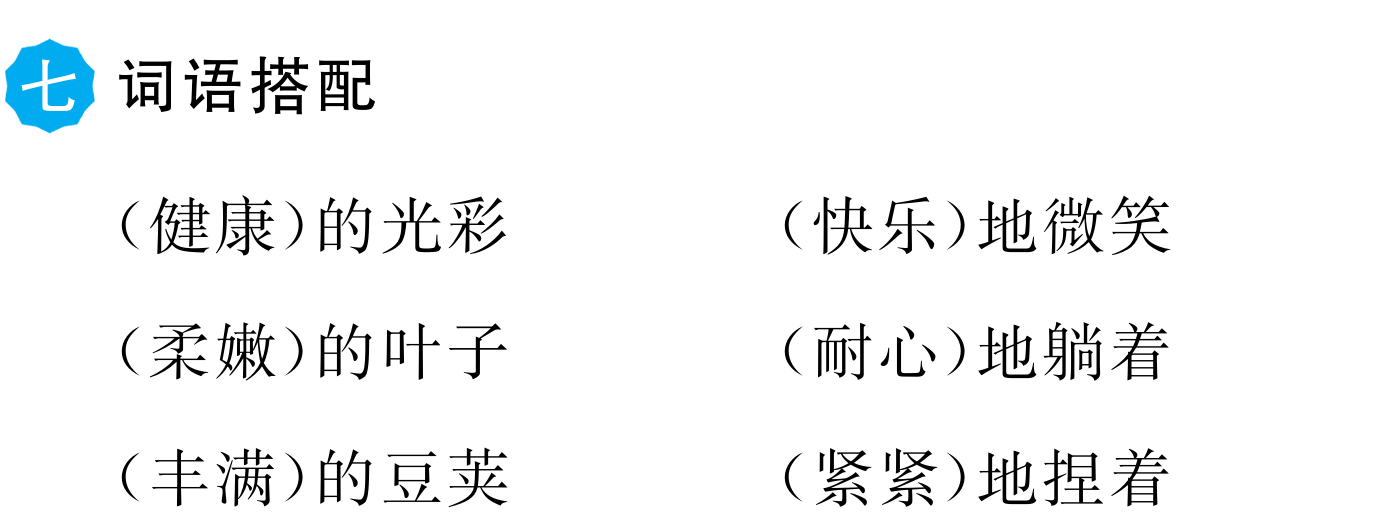 七 词语搭配
（健康）的光彩 （快乐）地微笑
（柔嫩）的叶子 （耐心）地躺着
（丰满）的豆荚 （紧紧）地捏着